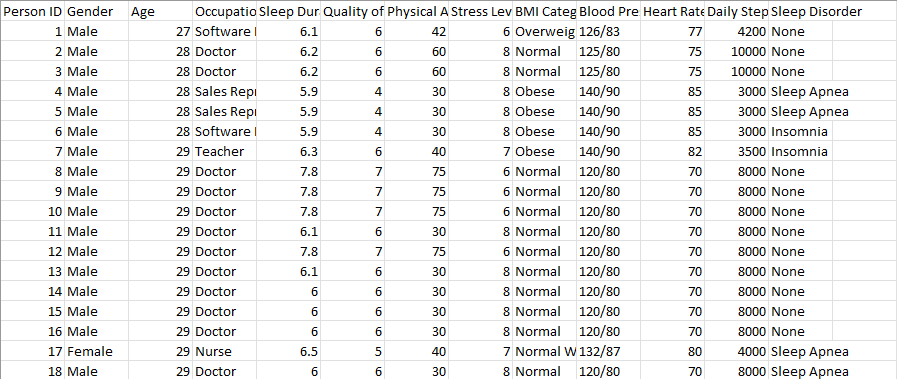 Person ID Gender Age Occupatio Sleep Dur Quality of Physical A Stress Lev BMI Categ Blood Pre Heart Rate Daily Step Sleep Disorder
1 Male 27 Software 6.1 6 42 6 Overweig 126/83 77 4200 None
2 Male 28 Doctor 6.2 6 60 8 Normal 125/80 75 10000 None
3 Male 28 Doctor 6.2 6 60 8 Normal 125/80 75 10000 None
4 Male 28 Sales Repr 5.9 4 30 8 Obese 140/90 85 3000 Sleep Apnea
5 Male 28 Sales Repr 5.9 4 30 8 Obese 140/90 85 3000 Sleep Apnea
6 Male 28 Software 5.9 4 30 8 Obese 140/90 85 3000 Insomnia
7 Male 29 Teacher 6.3 6 40 7 Obese 140/90 82 3500 Insomnia
8 Male 29 Doctor 7.8 7 75 6 Normal 120/80 70 8000 None
9 Male 29 Doctor 7.8 7 75 6 Normal 120/80 70 8000 None
10 Male 29 Doctor 7.8 7 75 6 Normal 120/80 70 8000 None
11 Male 29 Doctor 6.1 6 30 8 Normal 120/80 70 8000 None
12 Male 29 Doctor 7.8 7 75 6 Normal 120/80 70 8000 None
13 Male 29 Doctor 6.1 6 30 8 Normal 120/80 70 8000 None
14 Male 29 Doctor 6 6 30 8 Normal 120/80 70 8000 None
15 Male 29 Doctor 6 6 30 8 Normal 120/80 70 8000 None
16 Male 29 Doctor 6 6 30 8 Normal 120/80 70 8000 None
17 Female 29 Nurse 6.5 5 40 7 Normal W 132/87 80 4000 Sleep Apnea
18 Male 29 Doctor 6 6 30 8 Normal 120/80 70 8000 Sleep Apnea